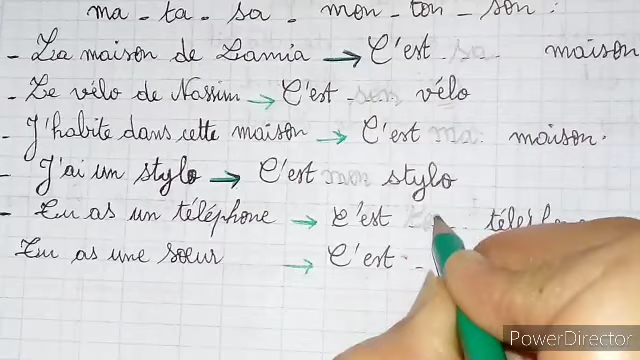 ma - ta - sa - mon - ton - son :
- La maison de Lamia → C'est sa maison
- Le vélo de Nassim → C'est son vélo
- J'habite dans cette maison → C'est ma maison.
- J'ai un stylo → C'est mon stylo
- Tu as un téléphone → C'est
Tu as une sœur → C'est
PowerDirector